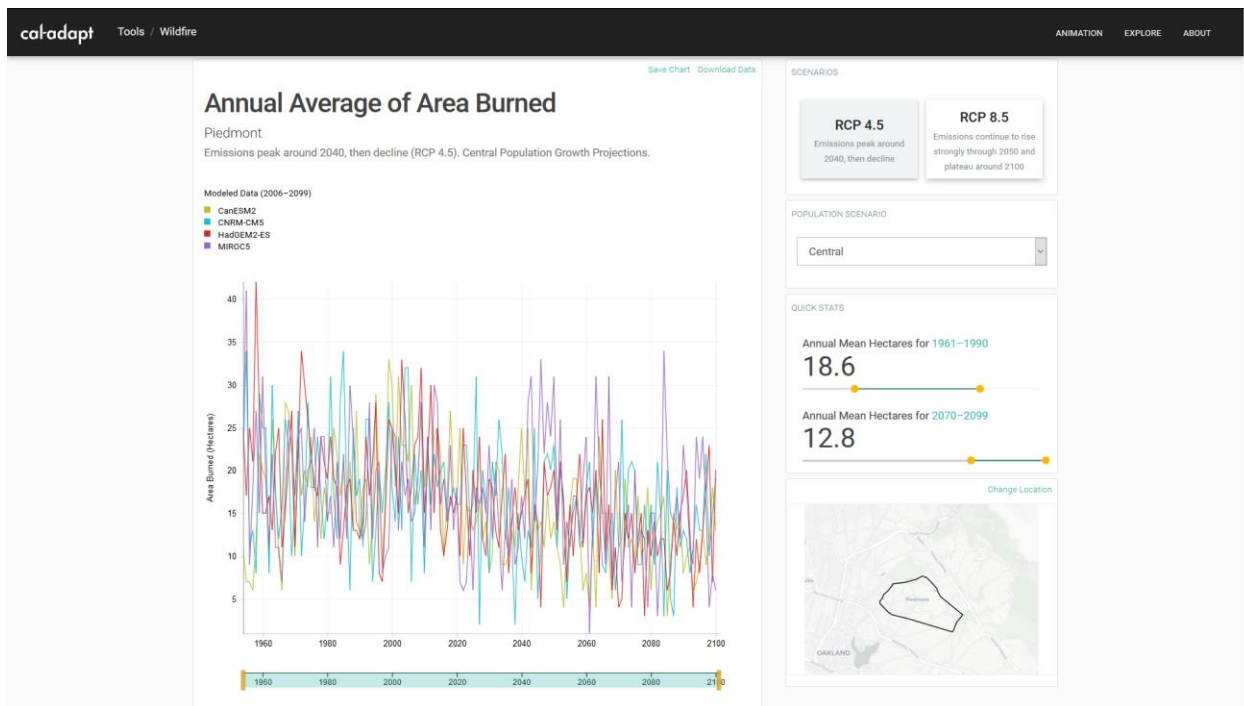 cal-adapt
Tools / Wildfire
ANIMATION EXPLORE ABOUT
Save Chart Download Data
Annual Average of Area Burned
Piedmont
Emissions peak around 2040, then decline (RCP 4.5). Central Population Growth Projections.
Modeled Data (2006–2099)
CanESM2
CNRM-CM5
HadGEM2-ES
MIROC5
Area Burned (Hectares)
40
35
30
25
20
15
10
5
1960 1980 2000 2020 2040 2060 2080 2100
1960 1980 2000 2020 2040 2060 2080 2100
SCENARIOS
RCP 4.5
Emissions peak around
2040, then decline
RCP 8.5
Emissions continue to rise
strongly through 2050 and
plateau around 2100
POPULATION SCENARIO
Central
QUICK STATS
Annual Mean Hectares for 1961–1990
18.6
Annual Mean Hectares for 2070–2099
12.8
Change Location
Piedmont
OAKLAND